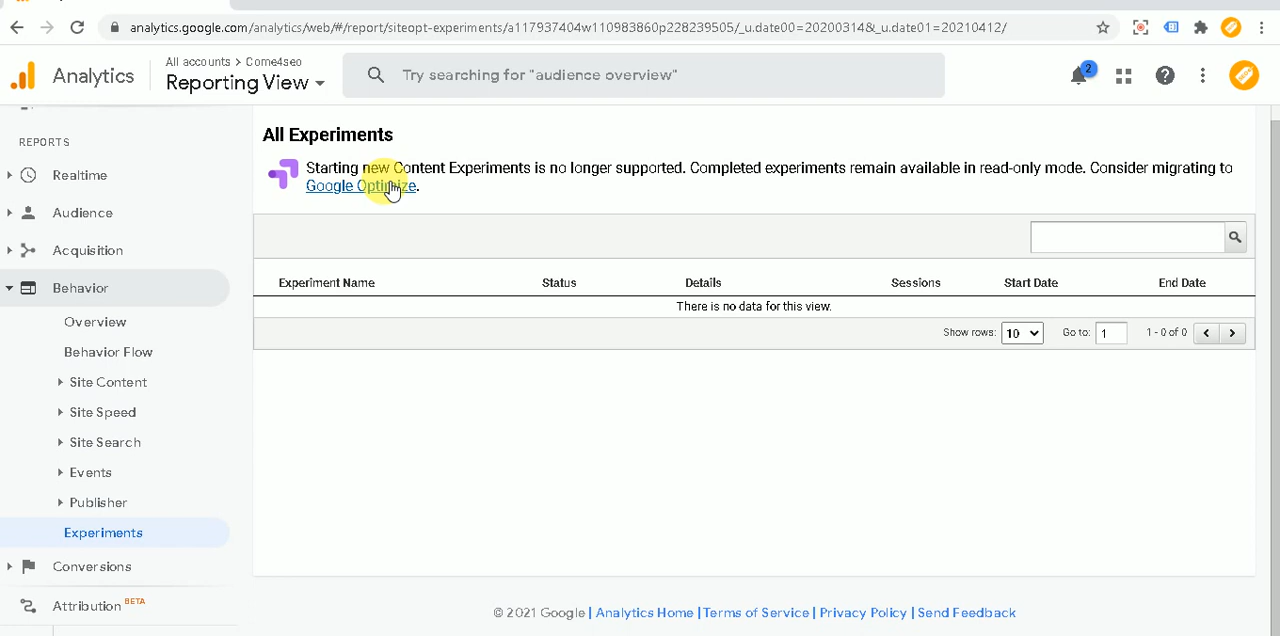 analytics.google.com/analytics/web/#/report/siteopt-experiments/a117937404w110983860p228239505/_u.date00=20200314&_u.date01=20210412/
Analytics
All accounts > Come4seo
Reporting View
Try searching for "audience overview"
2
REPORTS
Realtime
Audience
Acquisition
Behavior
Overview
Behavior Flow
Site Content
Site Speed
Site Search
Events
Publisher
Experiments
Conversions
Attribution BETA
All Experiments
Starting new Content Experiments is no longer supported. Completed experiments remain available in read-only mode. Consider migrating to
Google Optimize.
Experiment Name Status Details Sessions Start Date End Date
There is no data for this view.
Show rows: 10 Go to: 1 1 - 0 of 0
© 2021 Google | Analytics Home | Terms of Service | Privacy Policy | Send Feedback